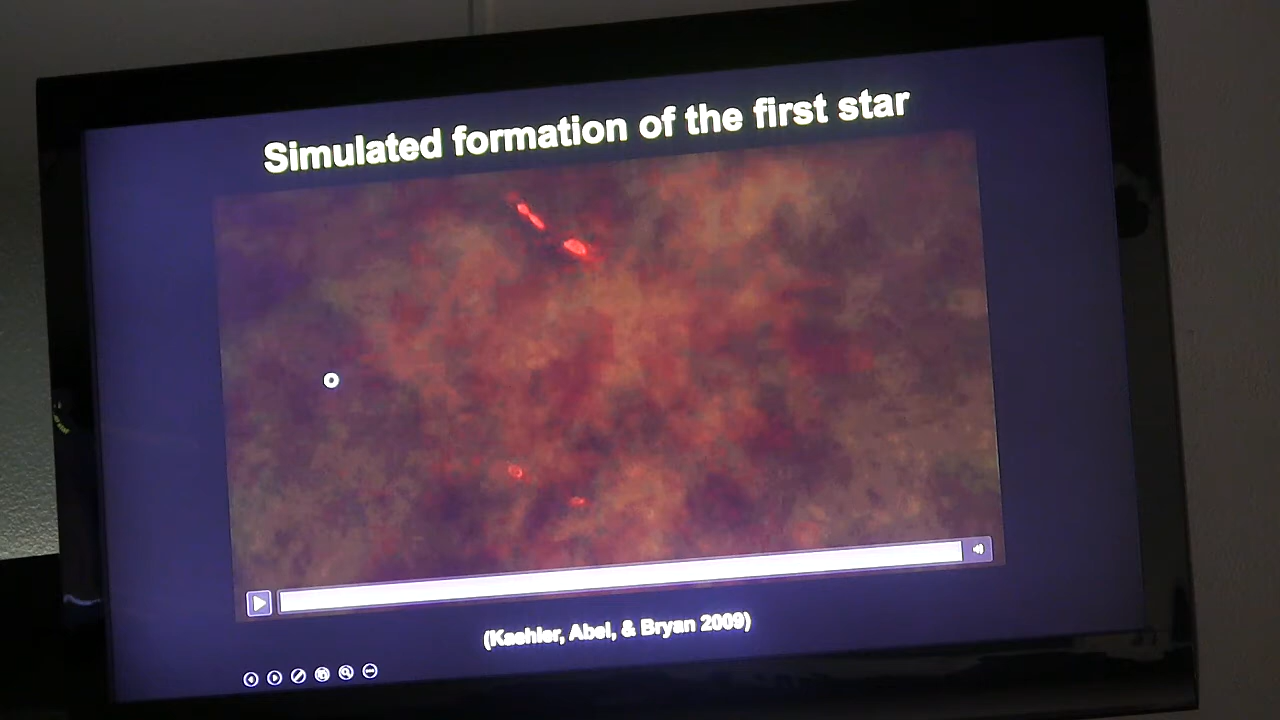 Simulated formation of the first star
(Kaehler, Abel, & Bryan 2009)